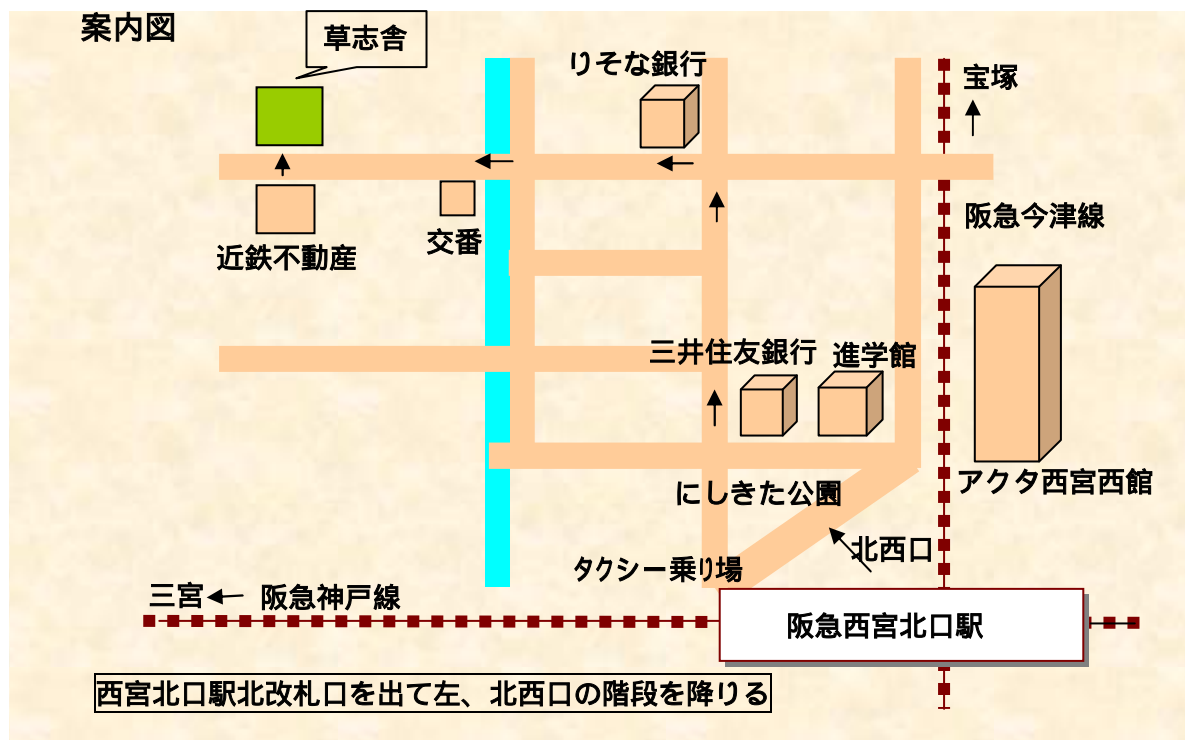 案内図
草志舎
りそな銀行
宝塚
阪急今津線
交番
近鉄不動産
三井住友銀行
進学館
アクタ西宮西館
にしきた公園
北西口
タクシー乗り場
三宮
阪急神戸線
阪急西宮北口駅
西宮北口駅北改札口を出て左、北西口の階段を降りる